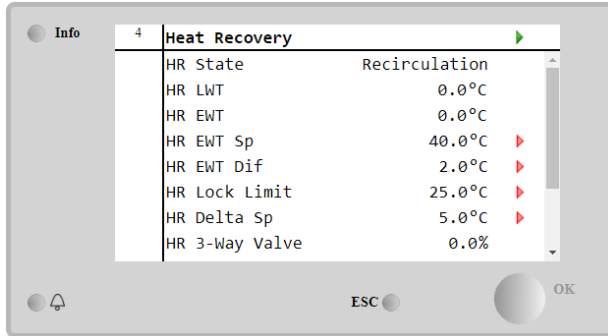 Info
4 Heat Recovery
HR State Recirculation
HR LWT 0.0°C
HR EWT 0.0°C
HR EWT Sp 40.0°C
HR EWT Dif 2.0°C
HR Lock Limit 25.0°C
HR Delta Sp 5.0°C
HR 3-Way Valve 0.0%
ESC
OK